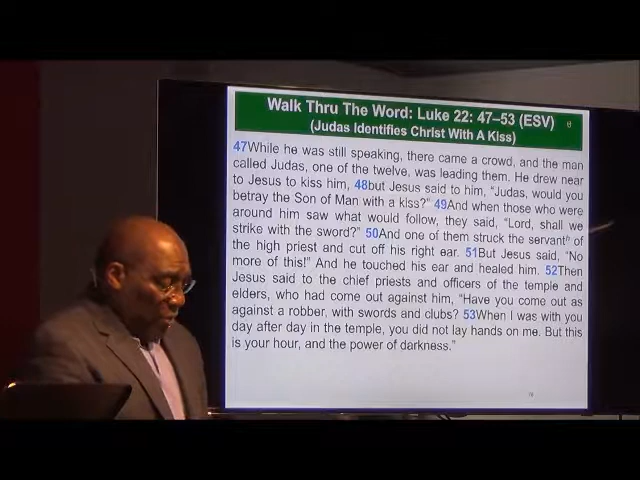 Walk Thru The Word: Luke 22: 47–53 (ESV)
(Judas Identifies Christ With A Kiss)
47While he was still speaking, there came a crowd, and the man
called Judas, one of the twelve, was leading them. He drew near
to Jesus to kiss him, 48but Jesus said to him, “Judas, would you
betray the Son of Man with a kiss?” 49And when those who were
around him saw what would follow, they said, “Lord, shall we
strike with the sword?” 50And one of them struck the servant of
the high priest and cut off his right ear. 51But Jesus said, “No
more of this!” And he touched his ear and healed him. 52Then
Jesus said to the chief priests and officers of the temple and
elders, who had come out against him, “Have you come out as
against a robber, with swords and clubs? 53When I was with you
day after day in the temple, you did not lay hands on me. But this
is your hour, and the power of darkness.”